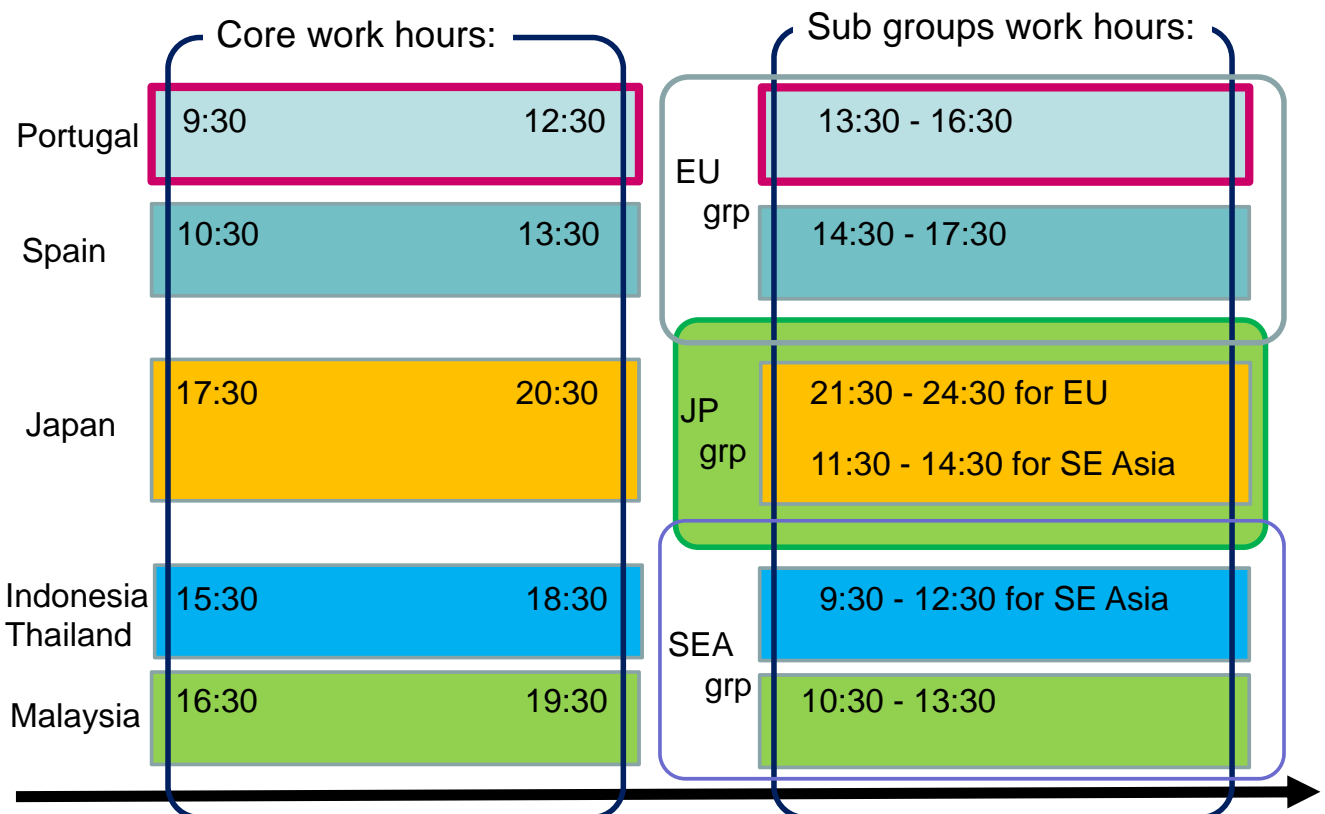 Core work hours:
Sub groups work hours:
Portugal
9:30 12:30
EU
grp
13:30 - 16:30
Spain
10:30 13:30
14:30 - 17:30
Japan
17:30 20:30
JP
grp
21:30 - 24:30 for EU
11:30 - 14:30 for SE Asia
Indonesia
Thailand
15:30 18:30
SEA
grp
9:30 - 12:30 for SE Asia
Malaysia
16:30 19:30
10:30 - 13:30